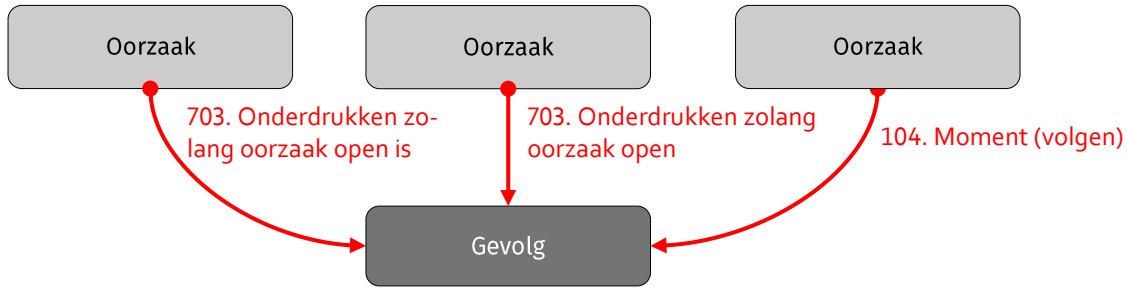 Oorzaak
Oorzaak
Oorzaak
703. Onderdrukken zo-
lang oorzaak open is
703. Onderdrukken zolang
oorzaak open
104. Moment (volgen)
Gevolg